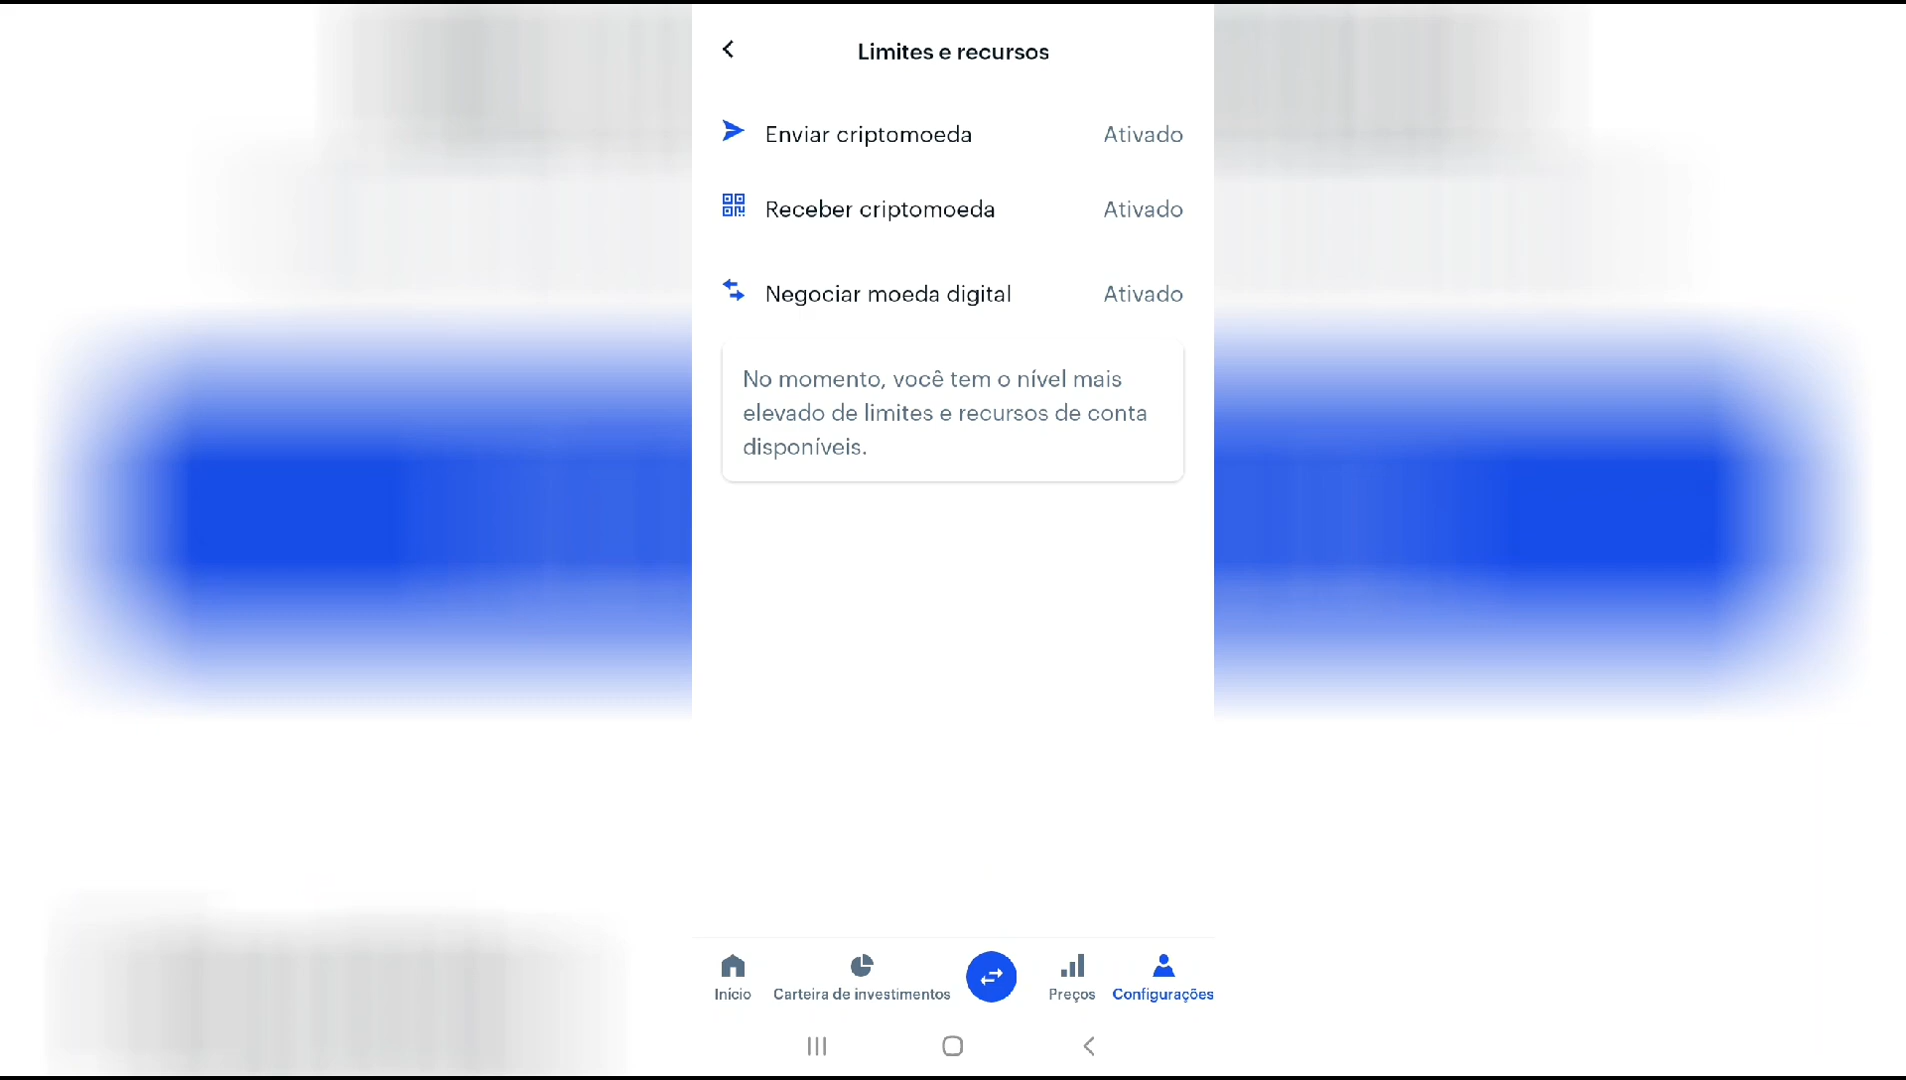 Limites e recursos
Enviar criptomoeda Ativado
Receber criptomoeda Ativado
Negociar moeda digital Ativado
No momento, você tem o nível mais
elevado de limites e recursos de conta
disponíveis.
Início Carteira de investimentos Preços Configurações